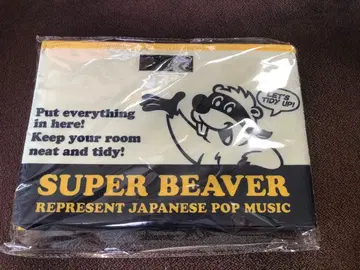 LET'S
TIDY UP!
Put everything
in here!
Keep your room
neat and tidy!
SUPER BEAVER
REPRESENT JAPANESE POP MUSIC